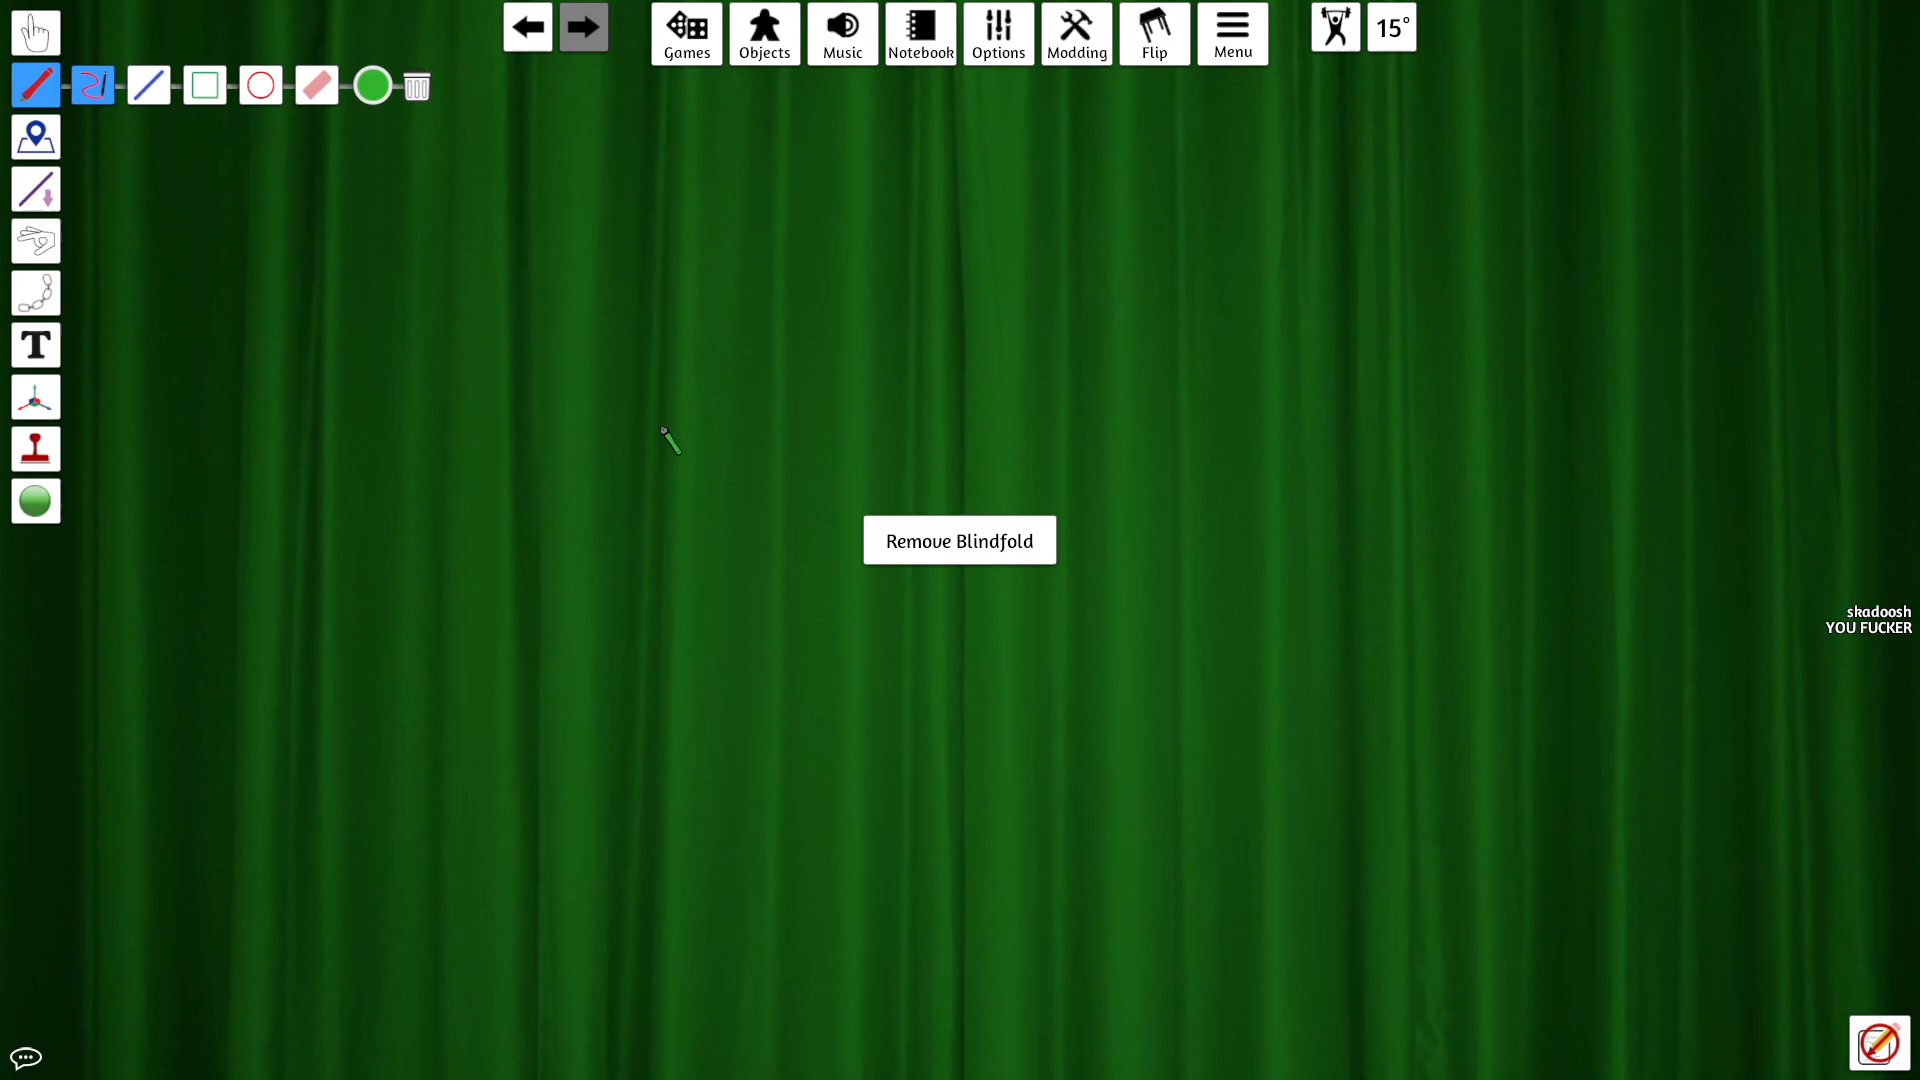 Games
Objects
Music
Notebook
Options
Modding
Flip
Menu
15°
T
Remove Blindfold
skadoosh
YOU FUCKER